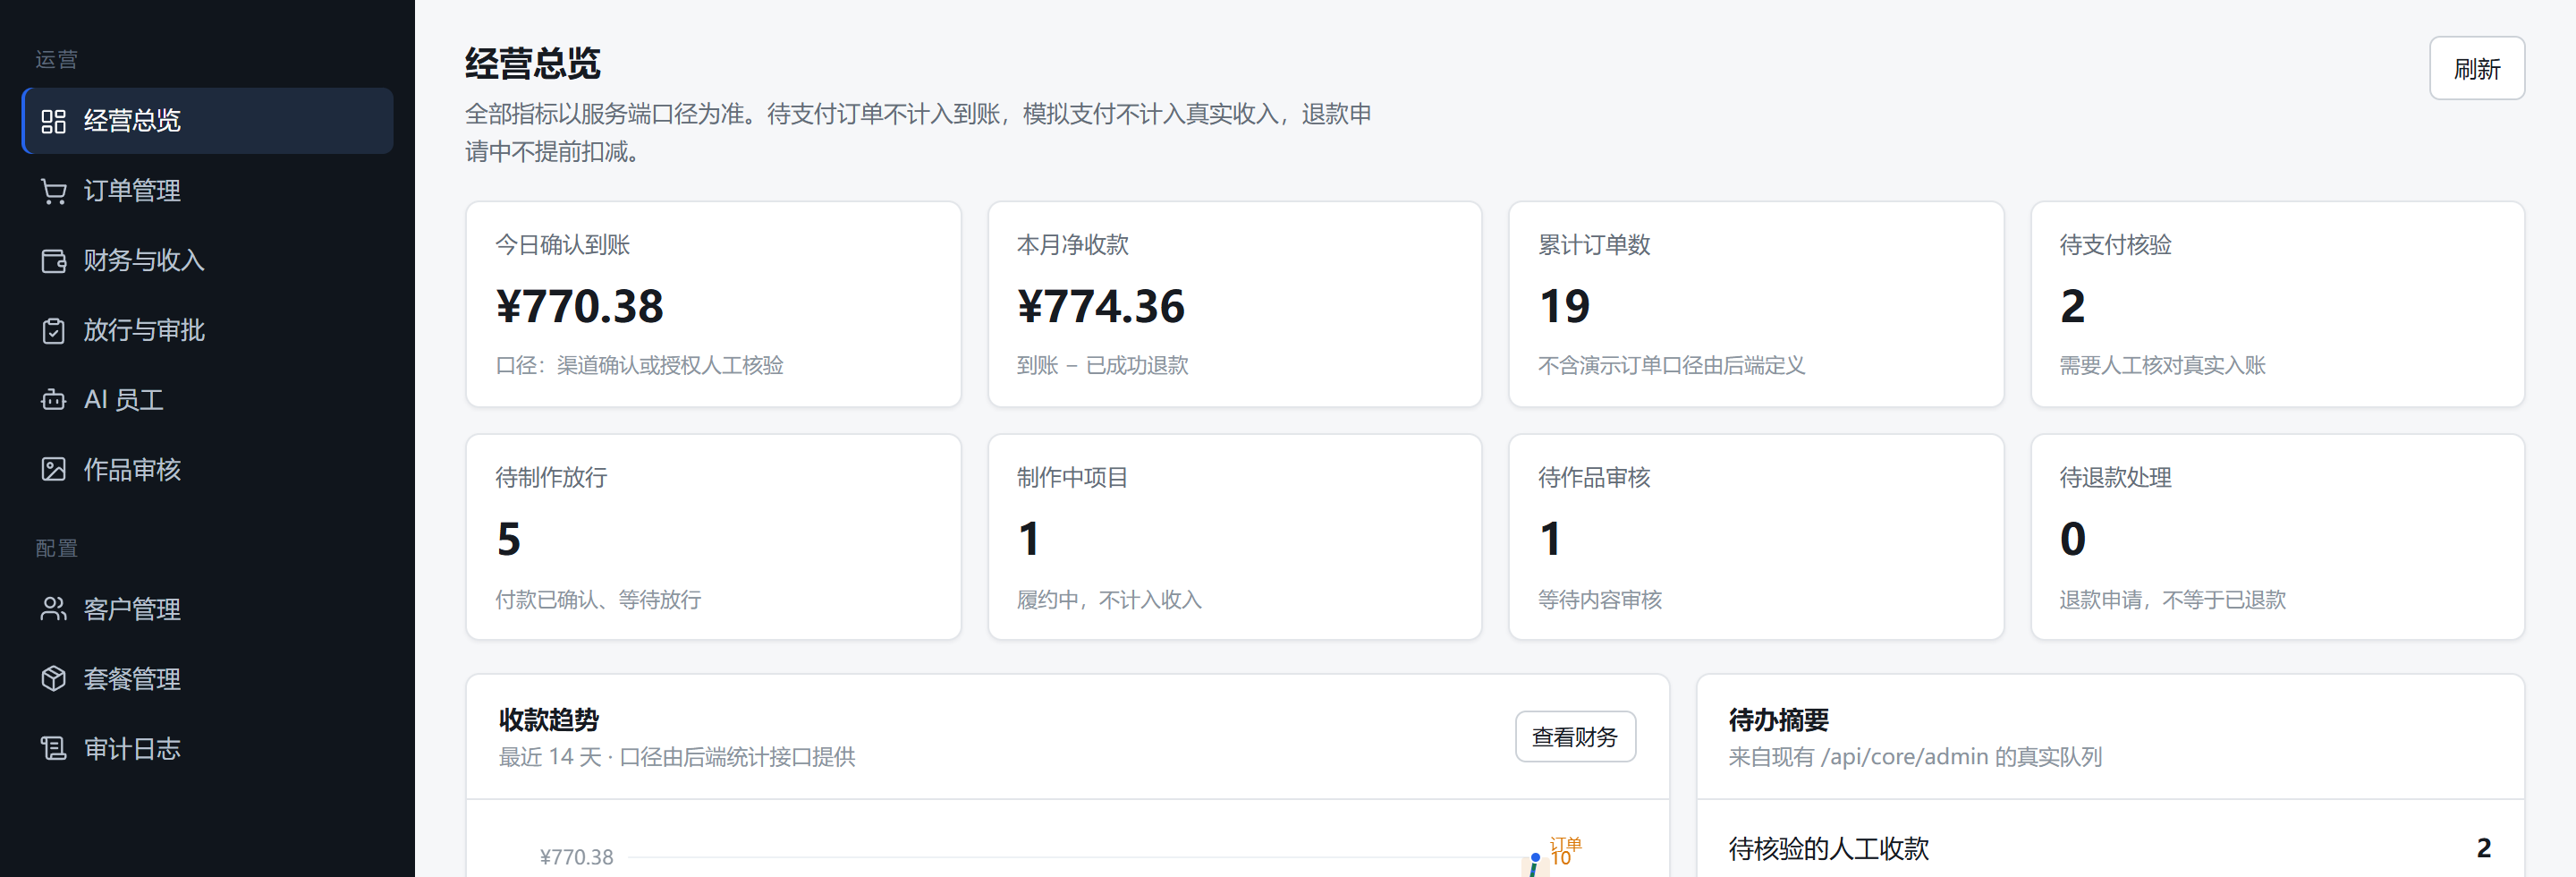 运营
经营总览
订单管理
财务与收入
放行与审批
AI 员工
作品审核
配置
客户管理
套餐管理
审计日志
经营总览
刷新
全部指标以服务端口径为准。待支付订单不计入到账，模拟支付不计入真实收入，退款申
请中不提前扣减。
今日确认到账
¥770.38
口径：渠道确认或授权人工核验
本月净收款
¥774.36
到账 − 已成功退款
累计订单数
19
不含演示订单口径由后端定义
待支付核验
2
需要人工核对真实入账
待制作放行
5
付款已确认、等待放行
制作中项目
1
履约中，不计入收入
待作品审核
1
等待内容审核
待退款处理
0
退款申请，不等于已退款
收款趋势
最近 14 天 · 口径由后端统计接口提供
查看财务
¥770.38
订单
10
待办摘要
来自现有 /api/core/admin 的真实队列
待核验的人工收款
2